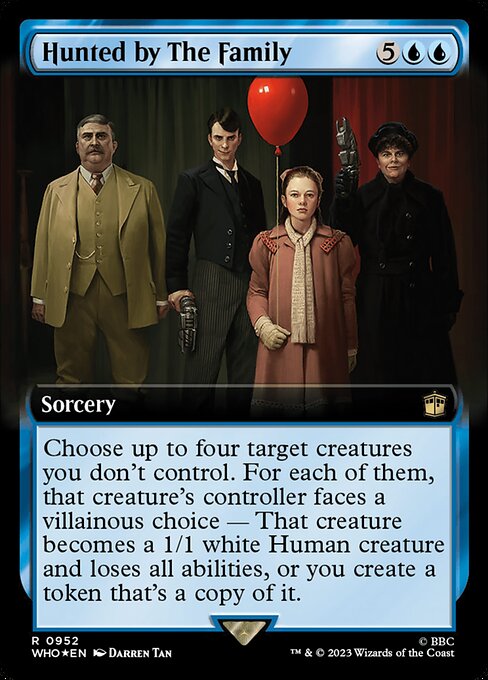 Hunted by The Family 5
Sorcery
Choose up to four target creatures
you don't control. For each of them,
that creature's controller faces a
villainous choice — That creature
becomes a 1/1 white Human creature
and loses all abilities, or you create a
token that's a copy of it.
R 0952
WHO★EN Darren Tan
© BBC
™ & © 2023 Wizards of the Coast